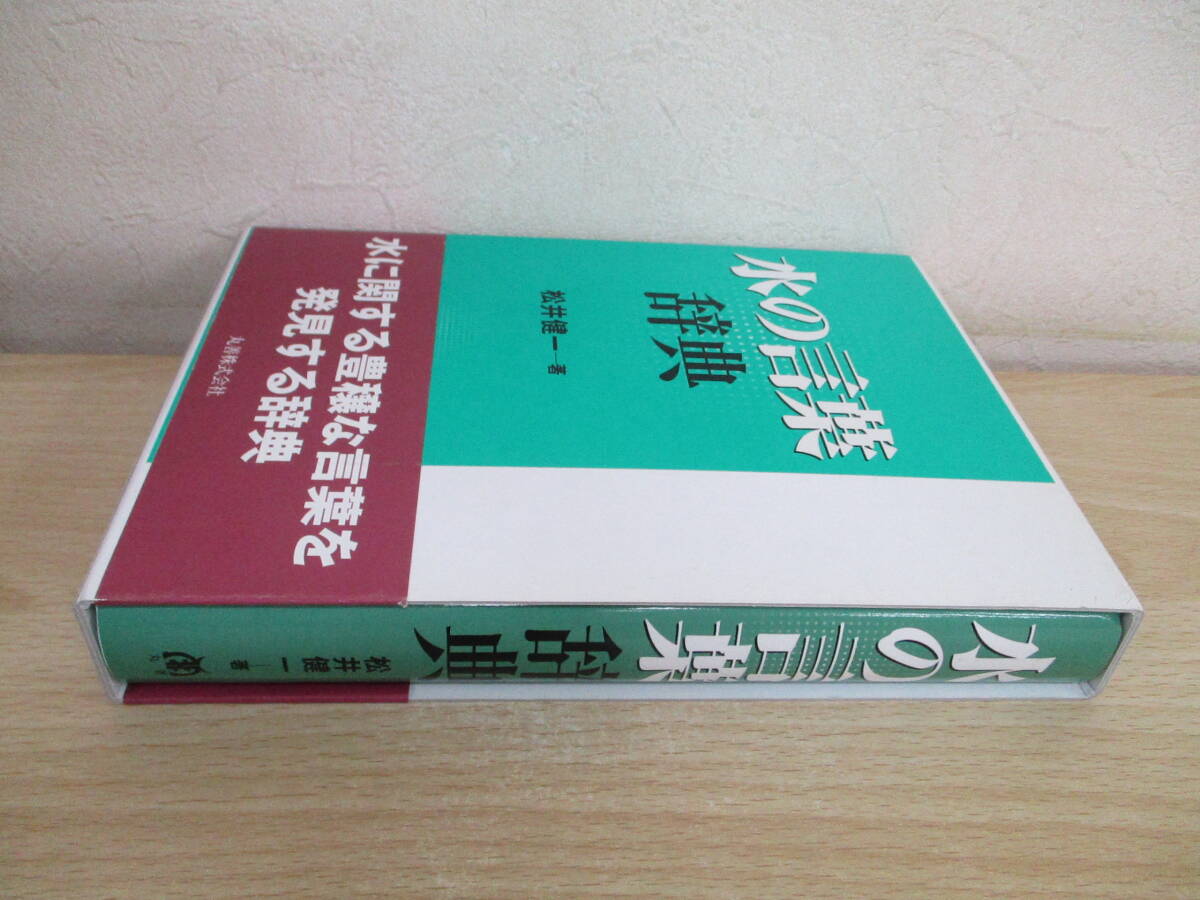 水の言葉
辞典
松井健一━著
水に関する豊穣な言葉を
発見する辞典
丸善株式会社
水の言葉
辞典
松井健一━著